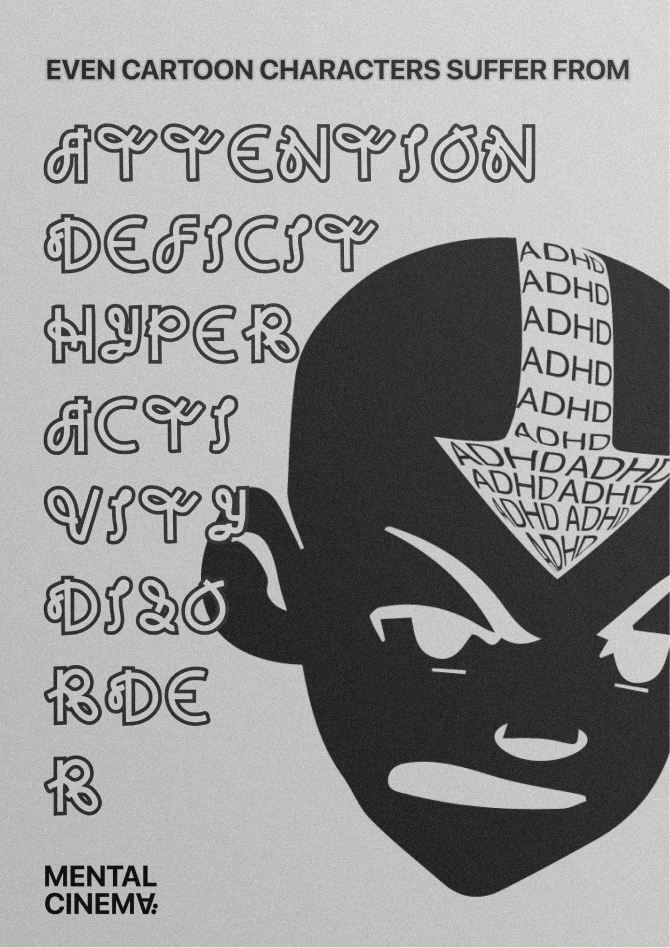 EVEN CARTOON CHARACTERS SUFFER FROM
ATTENTION
DEFICIT
HYPER
ACTI
VITY
DISO
RDE
R
ADHD
ADHD
ADHD
ADHD
ADHD
ADHD
ADHDADHD
ADHDADHD
ADHD ADHD
ADHD
MENTAL
CINEMA